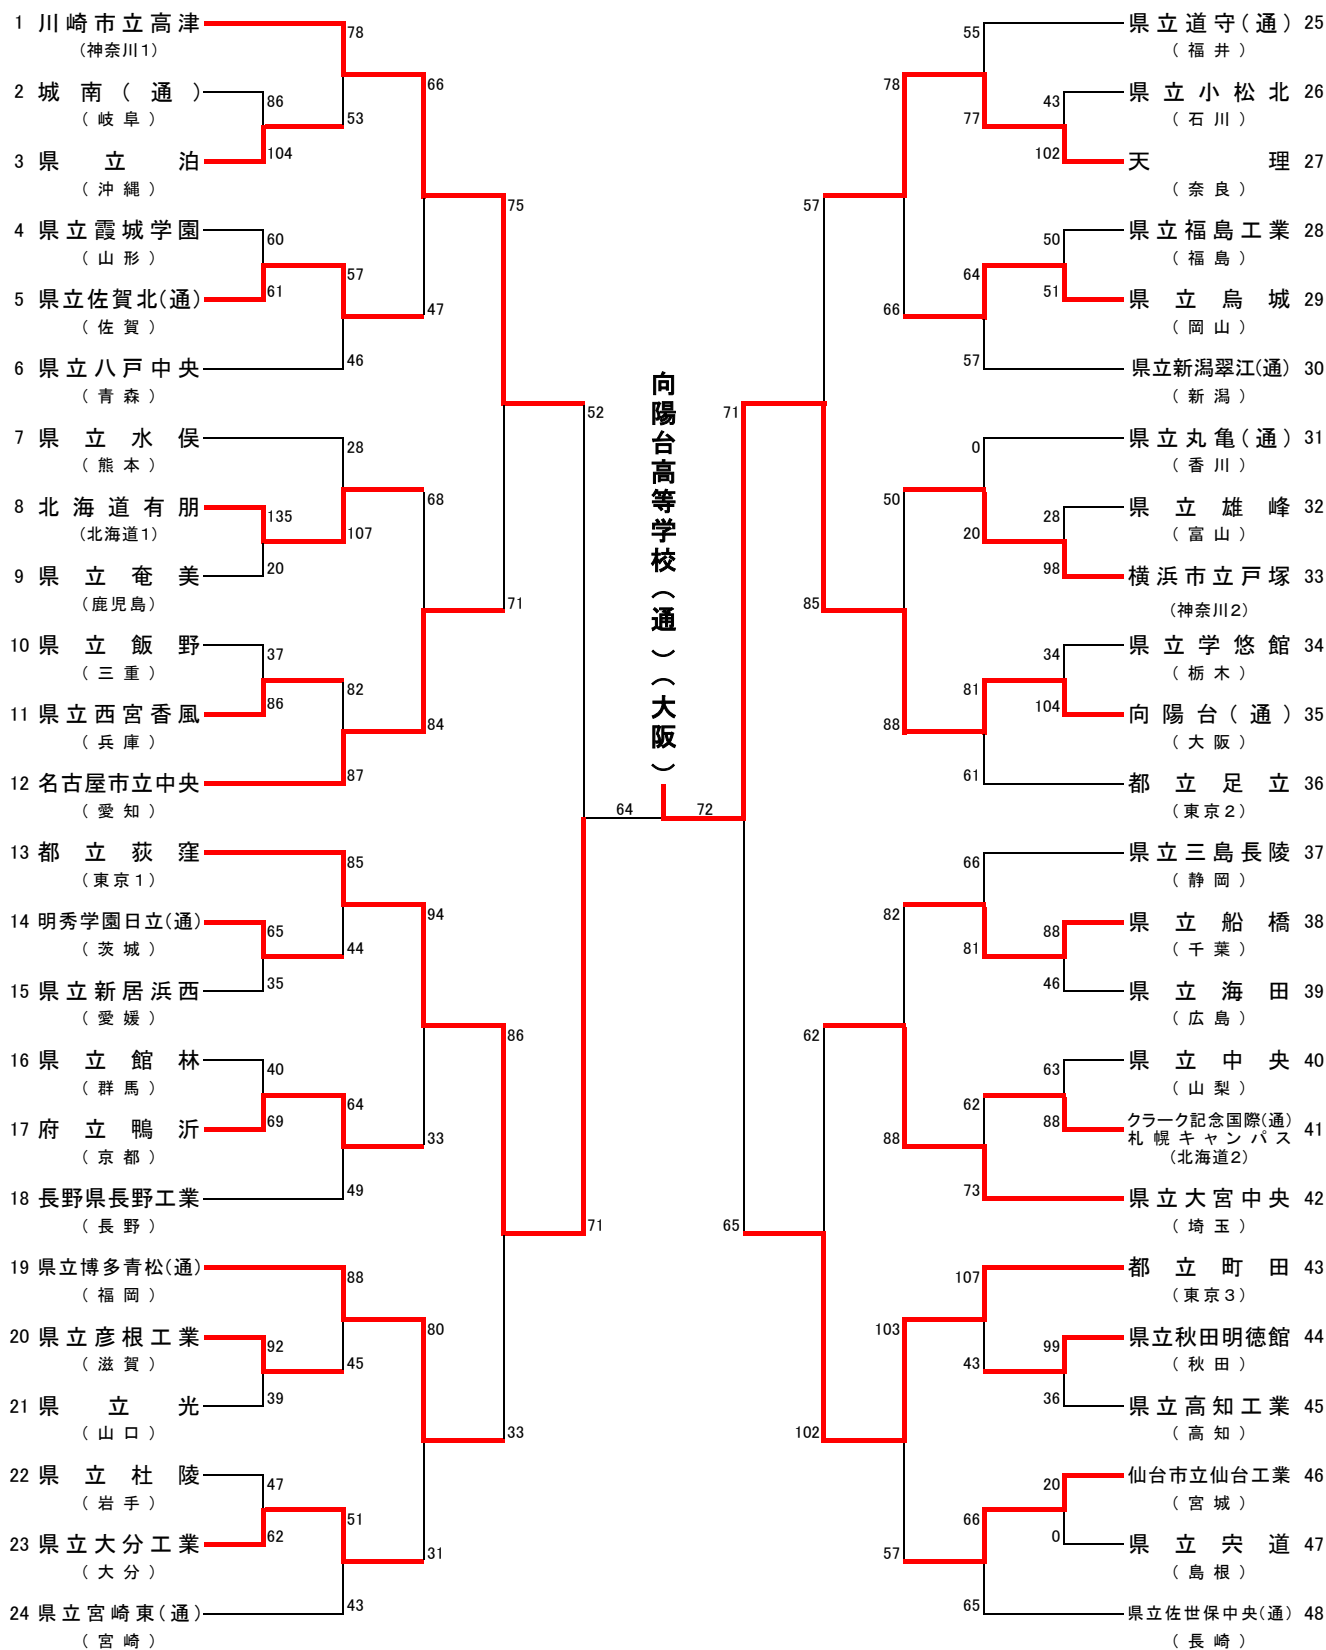 1 川崎市立高津
(神奈川1)
2 城南(通)
(岐阜)
3 県立泊
(沖縄)
4 県立霞城学園
(山形)
5 県立佐賀北(通)
(佐賀)
6 県立八戸中央
(青森)
7 県立水俣
(熊本)
8 北海道有朋
(北海道1)
9 県立奄美
(鹿児島)
10 県立飯野
(三重)
11 県立西宮香風
(兵庫)
12 名古屋市立中央
(愛知)
13 都立荻窪
(東京1)
14 明秀学園日立(通)
(茨城)
15 県立新居浜西
(愛媛)
16 県立館林
(群馬)
17 府立鴨沂
(京都)
18 長野県長野工業
(長野)
19 県立博多青松(通)
(福岡)
20 県立彦根工業
(滋賀)
21 県立光
(山口)
22 県立杜陵
(岩手)
23 県立大分工業
(大分)
24 県立宮崎東(通)
(宮崎)
86
104
60
61
135
20
37
86
65
35
40
69
92
39
47
62
78
53
57
46
28
107
82
87
85
44
64
49
88
45
51
43
66
47
68
84
94
33
80
31
75
71
86
33
52
71
64
向陽台高等学校(通)(大阪)
72
71
65
57
85
62
102
78
66
50
88
82
88
103
57
55
77
64
57
0
20
81
61
66
81
62
73
107
43
66
65
43
102
50
51
28
98
34
104
88
46
63
88
99
36
20
0
県立道守(通) 25
(福井)
県立小松北 26
(石川)
天理 27
(奈良)
県立福島工業 28
(福島)
県立烏城 29
(岡山)
県立新潟翠江(通) 30
(新潟)
県立丸亀(通) 31
(香川)
県立雄峰 32
(富山)
横浜市立戸塚 33
(神奈川2)
県立学悠館 34
(栃木)
向陽台(通) 35
(大阪)
都立足立 36
(東京2)
県立三島長陵 37
(静岡)
県立船橋 38
(千葉)
県立海田 39
(広島)
県立中央 40
(山梨)
クラーク記念国際(通)
札幌キャンパス 41
(北海道2)
県立大宮中央 42
(埼玉)
都立町田 43
(東京3)
県立秋田明徳館 44
(秋田)
県立高知工業 45
(高知)
仙台市立仙台工業 46
(宮城)
県立宍道 47
(島根)
県立佐世保中央(通) 48
(長崎)